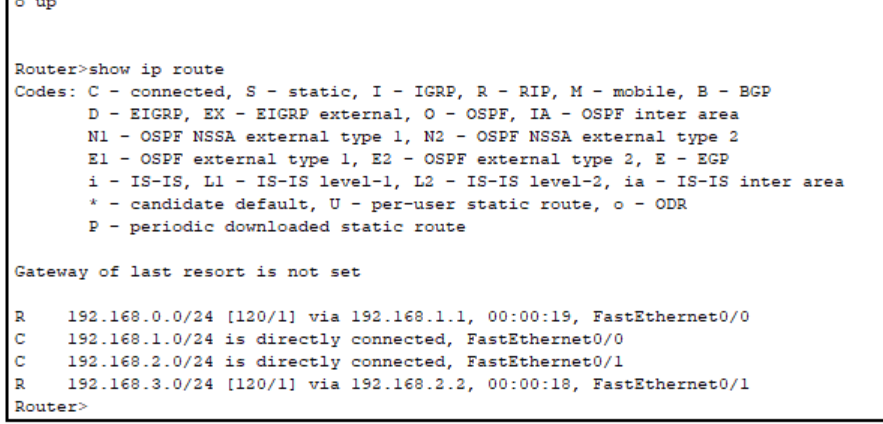 o up
Router>show ip route
Codes: C - connected, S - static, I - IGRP, R - RIP, M - mobile, B - BGP
       D - EIGRP, EX - EIGRP external, O - OSPF, IA - OSPF inter area
       N1 - OSPF NSSA external type 1, N2 - OSPF NSSA external type 2
       E1 - OSPF external type 1, E2 - OSPF external type 2, E - EGP
       i - IS-IS, L1 - IS-IS level-1, L2 - IS-IS level-2, ia - IS-IS inter area
       * - candidate default, U - per-user static route, o - ODR
       P - periodic downloaded static route
Gateway of last resort is not set
R    192.168.0.0/24 [120/1] via 192.168.1.1, 00:00:19, FastEthernet0/0
C    192.168.1.0/24 is directly connected, FastEthernet0/0
C    192.168.2.0/24 is directly connected, FastEthernet0/1
R    192.168.3.0/24 [120/1] via 192.168.2.2, 00:00:18, FastEthernet0/1
Router>